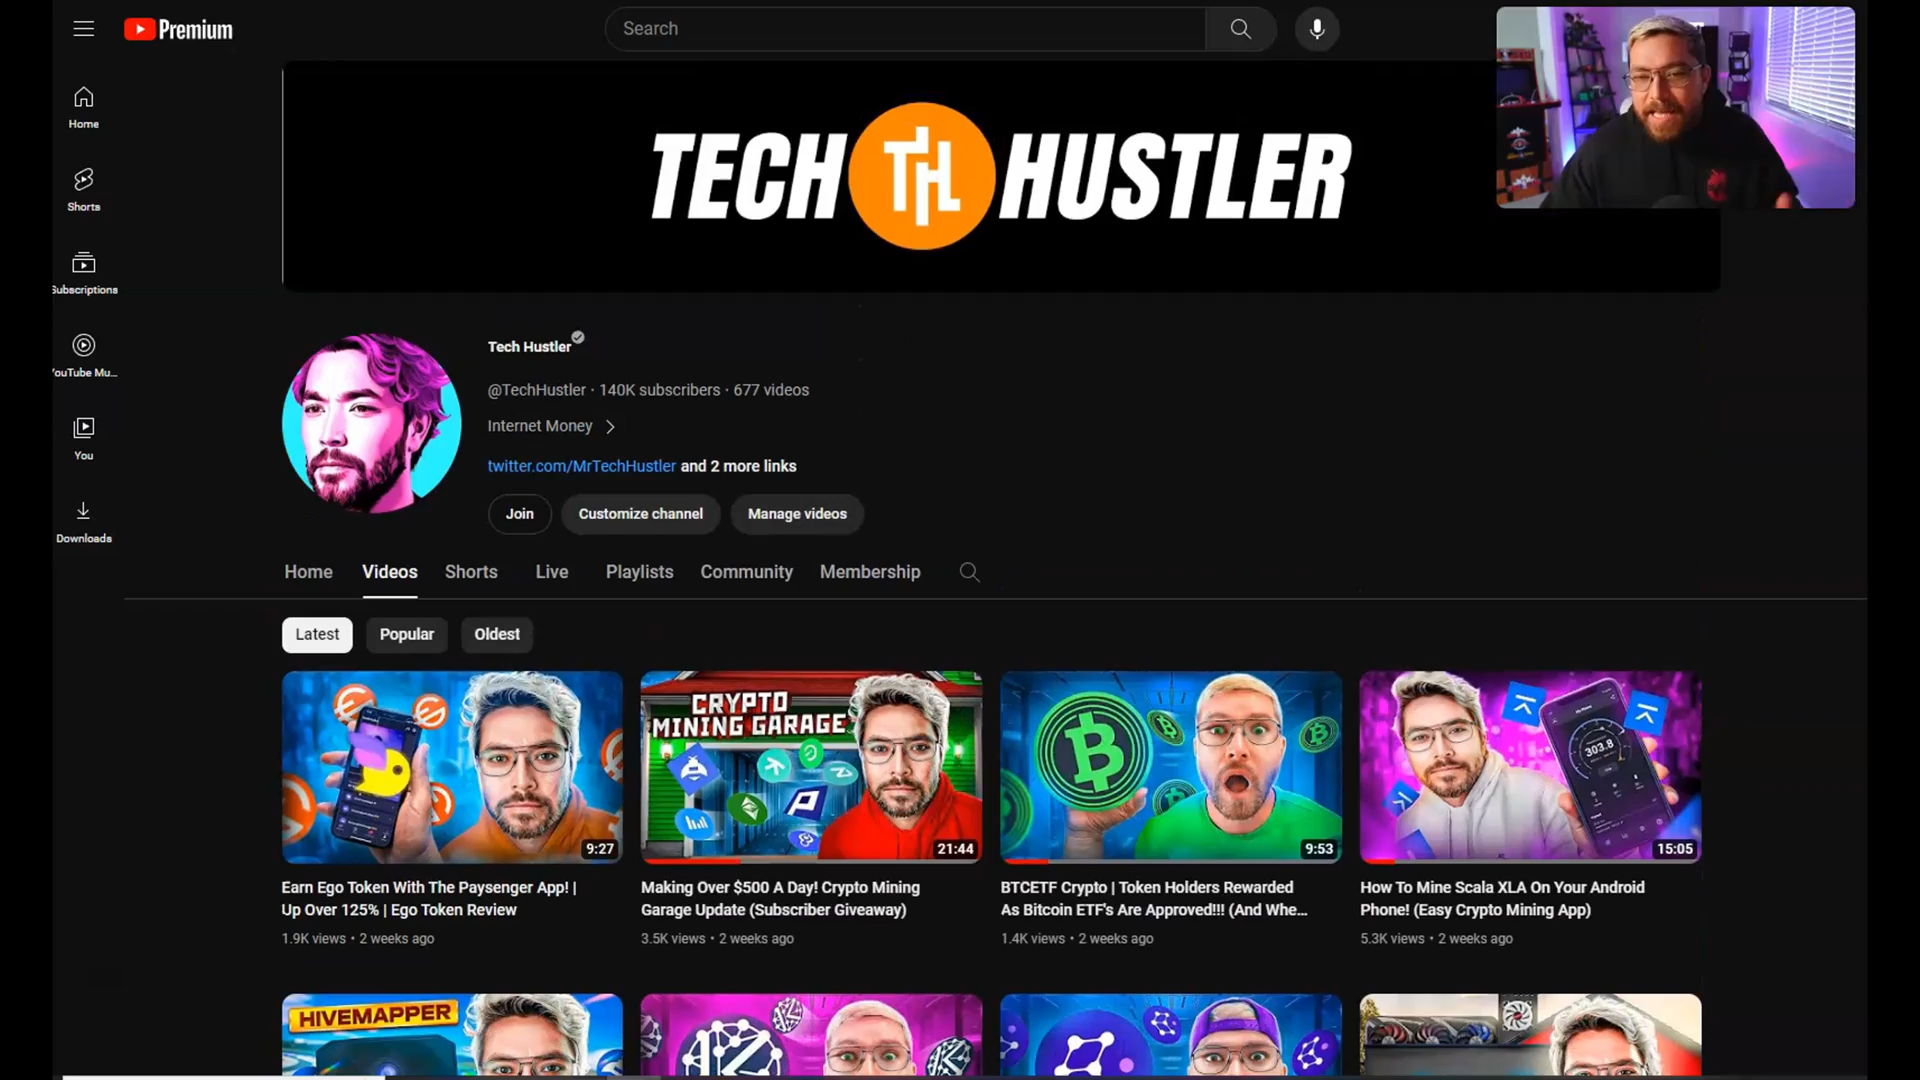 Premium
Search
Home
Shorts
Subscriptions
YouTube Mu...
You
Downloads
TECH TH HUSTLER
Tech Hustler
@TechHustler · 140K subscribers · 677 videos
Internet Money
twitter.com/MrTechHustler and 2 more links
Join Customize channel Manage videos
Home Videos Shorts Live Playlists Community Membership
Latest Popular Oldest
9:27
Earn Ego Token With The Paysenger App! |
Up Over 125% | Ego Token Review
1.9K views • 2 weeks ago
CRYPTO
MINING GARAGE
21:44
Making Over $500 A Day! Crypto Mining
Garage Update (Subscriber Giveaway)
3.5K views • 2 weeks ago
9:53
BTCETF Crypto | Token Holders Rewarded
As Bitcoin ETF's Are Approved!!! (And Whe...
1.4K views • 2 weeks ago
303.8
15:05
How To Mine Scala XLA On Your Android
Phone! (Easy Crypto Mining App)
5.3K views • 2 weeks ago
HIVEMAPPER